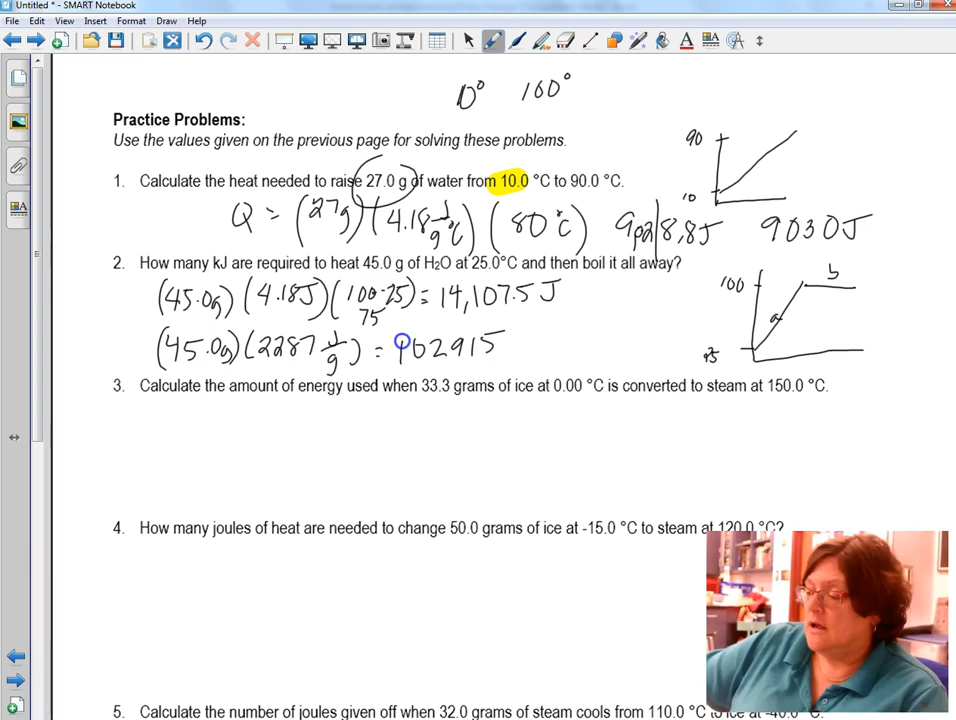 Untitled * - SMART Notebook
File Edit View Insert Format Draw Help
0° 100°
Practice Problems:
Use the values given on the previous page for solving these problems.
1. Calculate the heat needed to raise 27.0 g of water from 10.0 °C to 90.0 °C.
90
10
Q = (27g) (4.18 J/g°C) (80°C) 9028.8J 9030J
2. How many kJ are required to heat 45.0 g of H₂O at 25.0°C and then boil it all away?
(45.0g) (4.18J) (100-25) = 14,107.5 J
75
100 b
a
25
(45.0g) (2287 J/g) = 102915
3. Calculate the amount of energy used when 33.3 grams of ice at 0.00 °C is converted to steam at 150.0 °C.
4. How many joules of heat are needed to change 50.0 grams of ice at -15.0 °C to steam at 120.0 °C?
5. Calculate the number of joules given off when 32.0 grams of steam cools from 110.0 °C to ice at -40.0 °C?